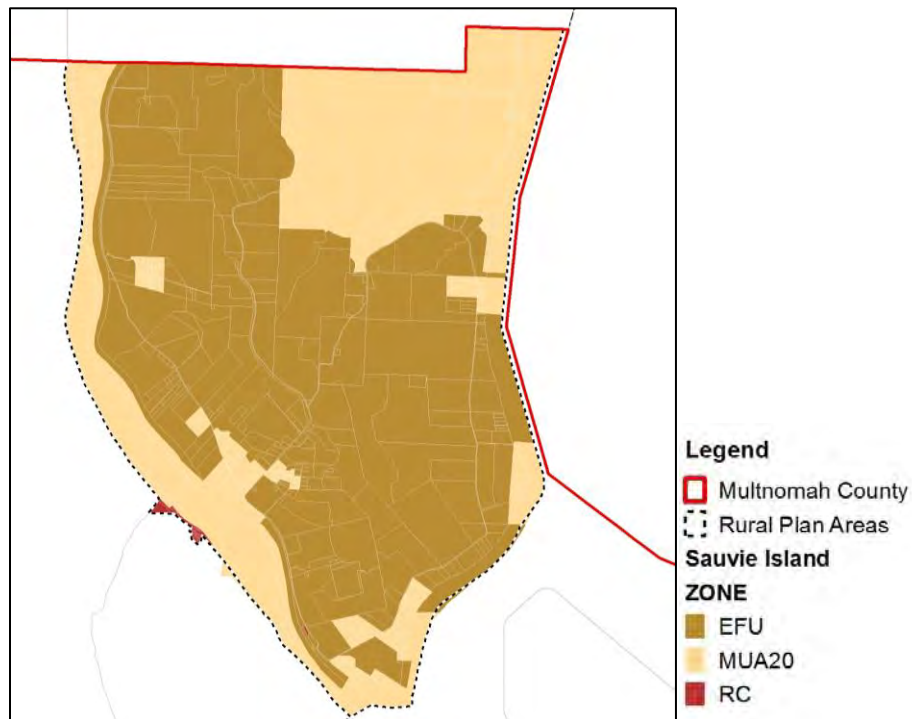 Legend
Multnomah County
Rural Plan Areas
Sauvie Island
ZONE
EFU
MUA20
RC